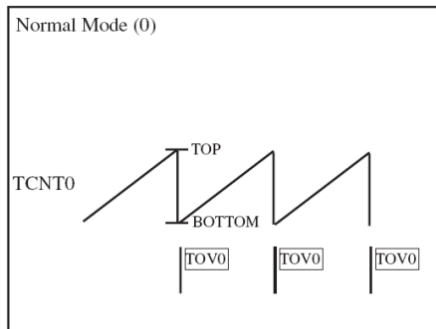 Normal Mode (0)
TOP
TCNT0
BOTTOM
TOV0 TOV0 TOV0